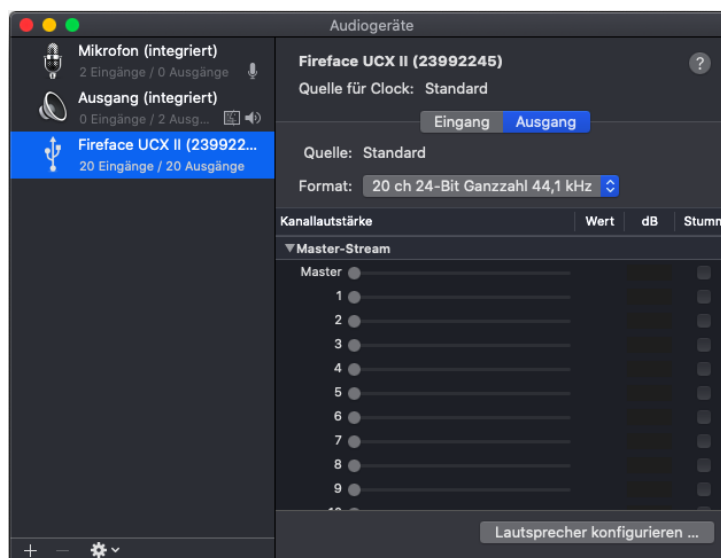 Audiogeräte
Mikrofon (integriert)
2 Eingänge / 0 Ausgänge
Ausgang (integriert)
0 Eingänge / 2 Ausg...
Fireface UCX II (239922...
20 Eingänge / 20 Ausgänge
Fireface UCX II (23992245)
?
Quelle für Clock: Standard
Eingang Ausgang
Quelle: Standard
Format: 20 ch 24-Bit Ganzzahl 44,1 kHz
Kanallautstärke Wert dB Stumm
Master-Stream
Master
1
2
3
4
5
6
7
8
9
Lautsprecher konfigurieren ...